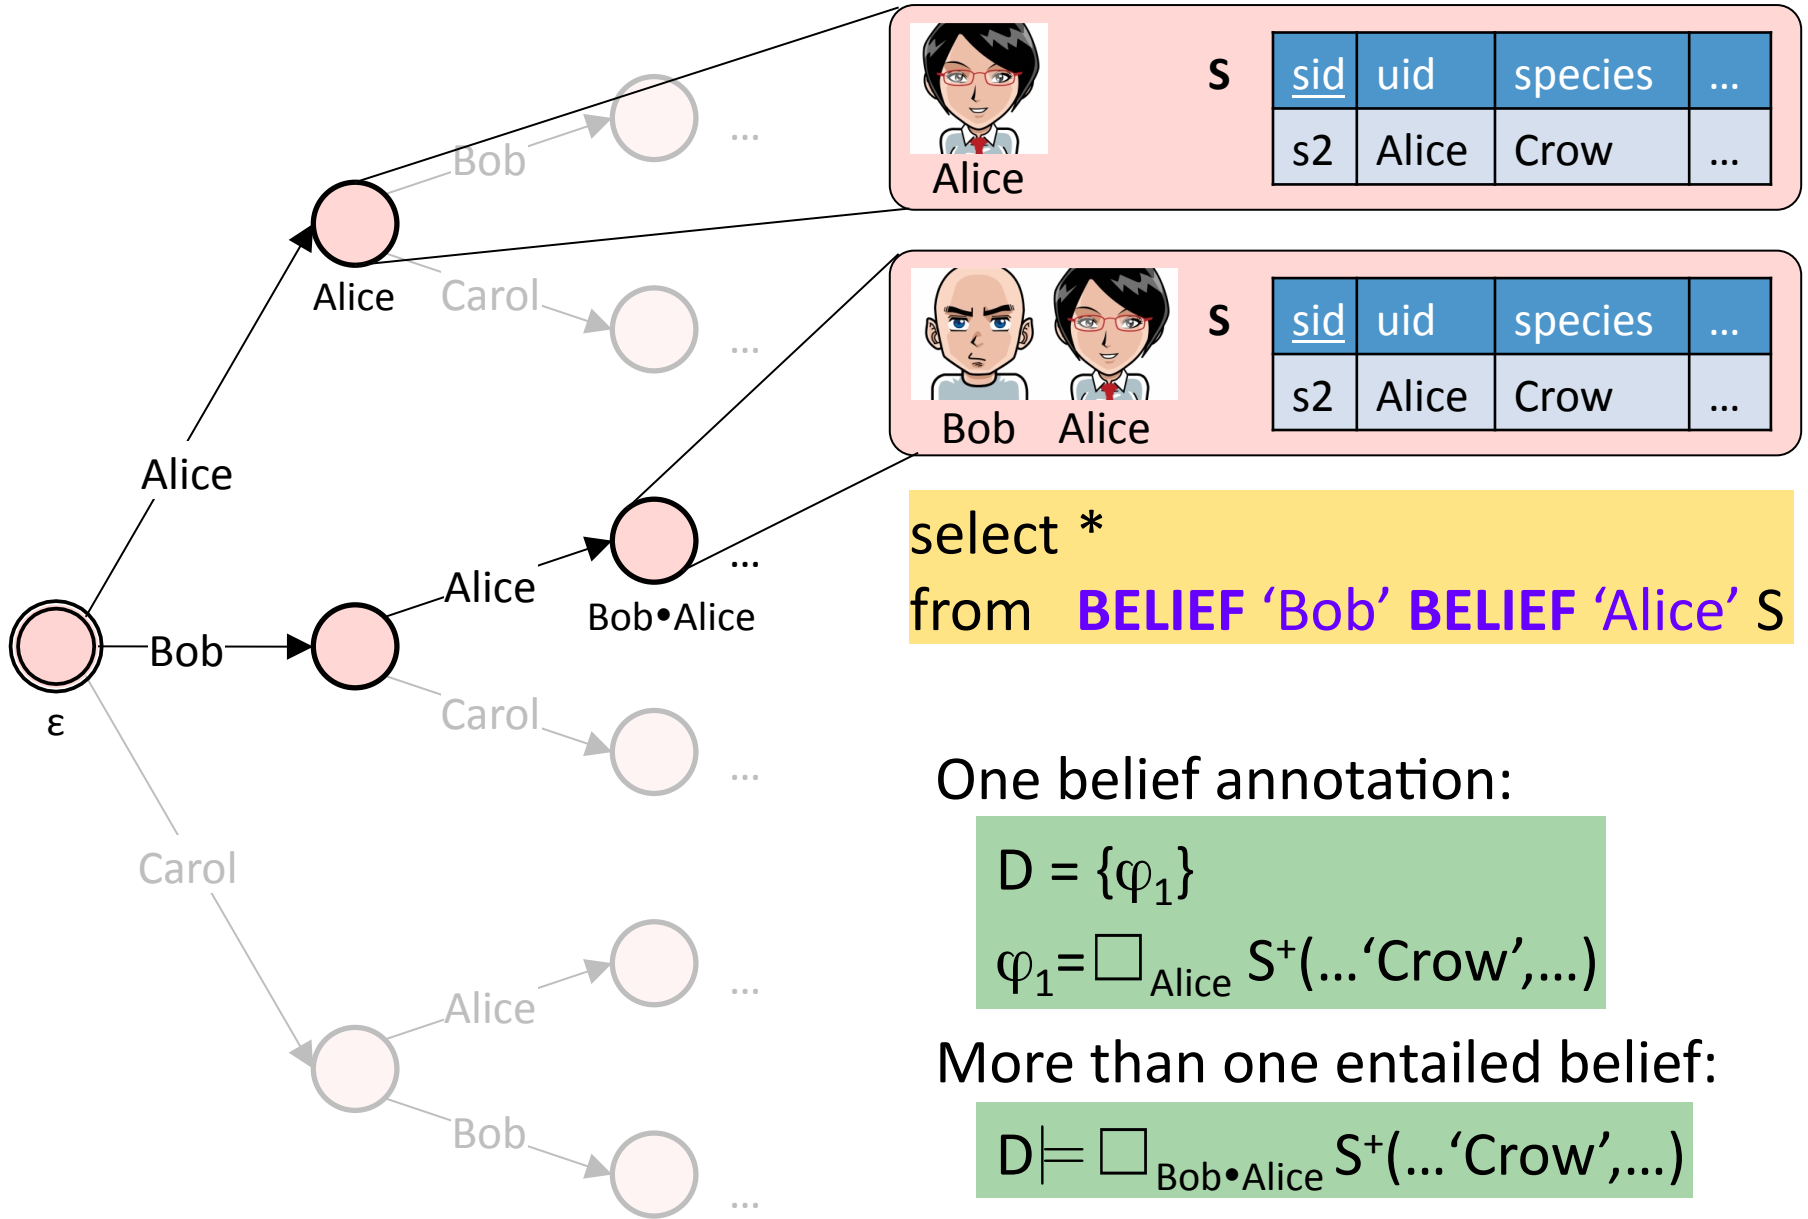 Bob
...
Alice
Carol
...
Alice
Alice
...
Bob•Alice
Bob
ε
Carol
...
Carol
Alice
...
Bob
...
Alice
S
sid uid species ...
s2 Alice Crow ...
Bob Alice
S
sid uid species ...
s2 Alice Crow ...
select *
from BELIEF ‘Bob’ BELIEF ‘Alice’ S
One belief annotation:
D = {φ₁}
φ₁=□Alice S⁺(...‘Crow’,...)
More than one entailed belief:
D⊨ □Bob•Alice S⁺(...‘Crow’,...)